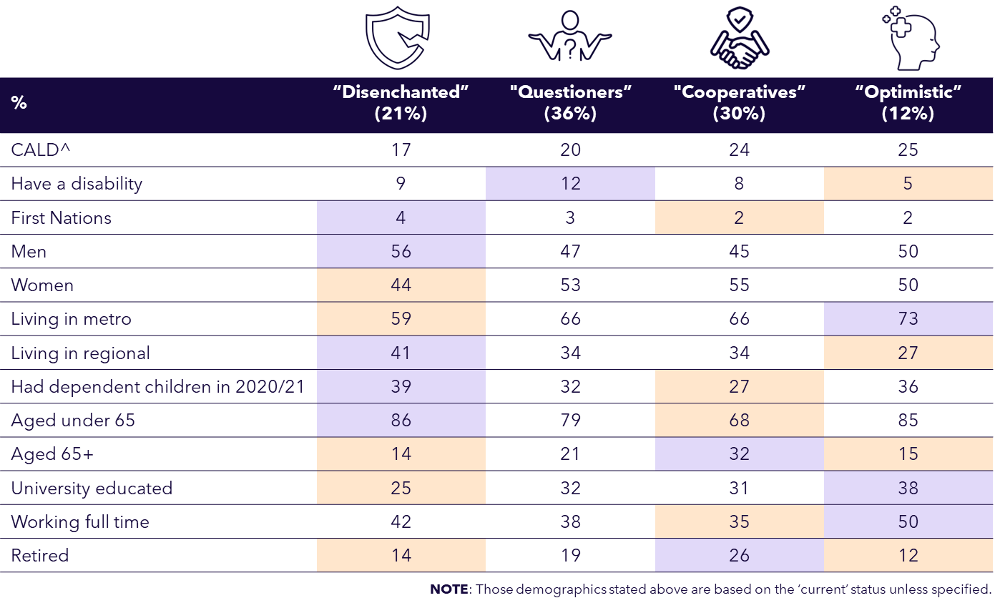 ?
% “Disenchanted” (21%) "Questioners” (36%) "Cooperatives” (30%) “Optimistic” (12%)
CALD^ 17 20 24 25
Have a disability 9 12 8 5
First Nations 4 3 2 2
Men 56 47 45 50
Women 44 53 55 50
Living in metro 59 66 66 73
Living in regional 41 34 34 27
Had dependent children in 2020/21 39 32 27 36
Aged under 65 86 79 68 85
Aged 65+ 14 21 32 15
University educated 25 32 31 38
Working full time 42 38 35 50
Retired 14 19 26 12
NOTE: Those demographics stated above are based on the ‘current’ status unless specified.